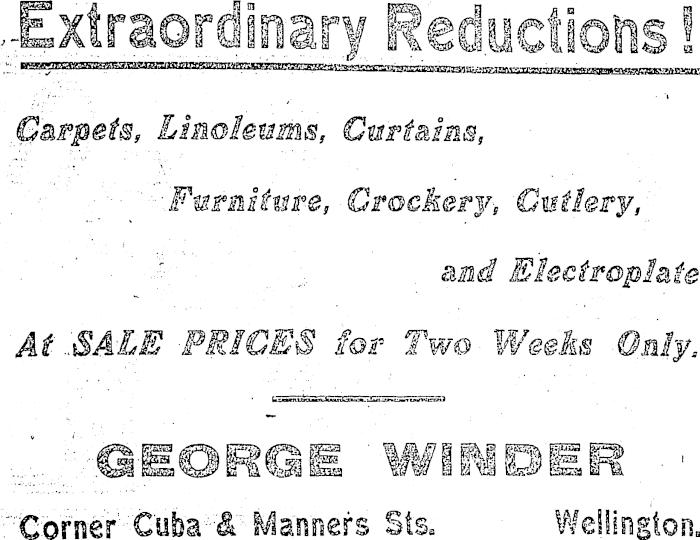 Extraordinary Reductions!
Carpets, Linoleums, Curtains,
Furniture, Crockery, Cutlery,
and Electroplate
At SALE PRICES for Two Weeks Only.
GEORGE WINDER
Corner Cuba & Manners Sts. Wellington.